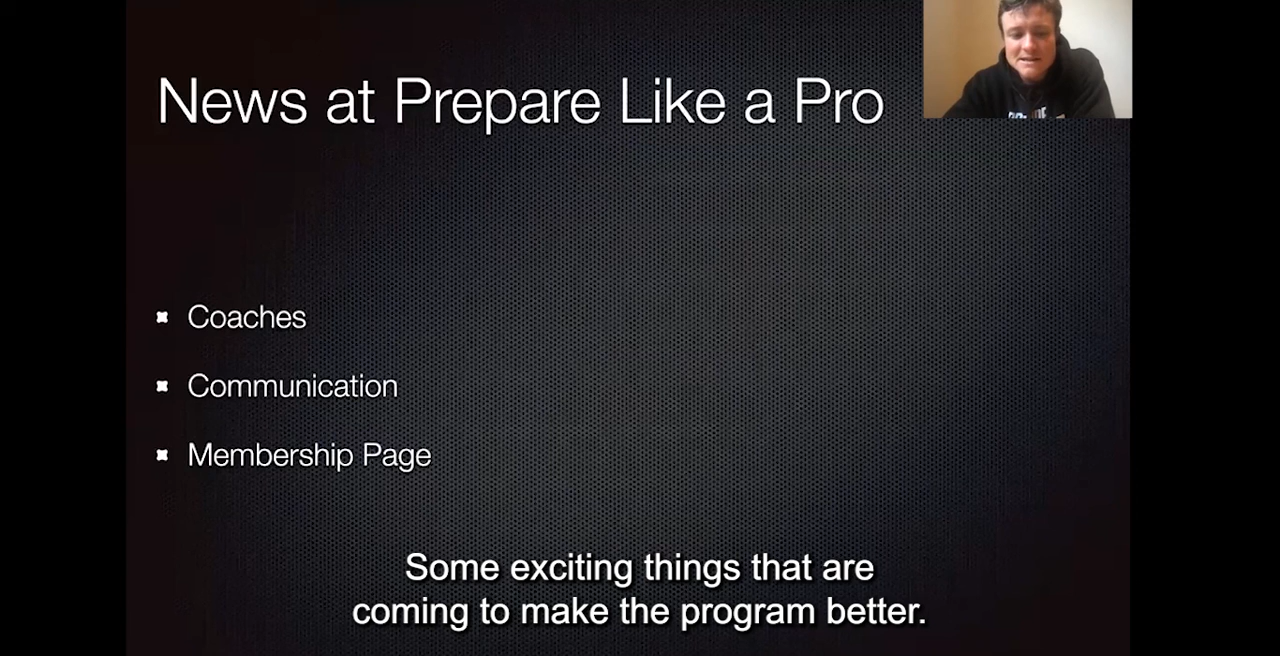 News at Prepare Like a Pro
Coaches
Communication
Membership Page
Some exciting things that are
coming to make the program better.